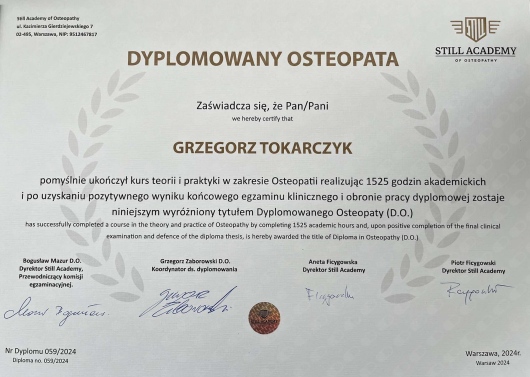 Still Academy of Osteopathy
ul. Kazimierza Gierdziejewskiego 7
02-495, Warszawa, NIP: 9512467817
STILL ACADEMY
OF OSTEOPATHY
DYPLOMOWANY OSTEOPATA
Zaświadcza się, że Pan/Pani
we hereby certify that
GRZEGORZ TOKARCZYK
pomyślnie ukończył kurs teorii i praktyki w zakresie Osteopatii realizując 1525 godzin akademickich
i po uzyskaniu pozytywnego wyniku końcowego egzaminu klinicznego i obronie pracy dyplomowej zostaje
niniejszym wyróżniony tytułem Dyplomowanego Osteopaty (D.O.)
has successfully completed a course in the theory and practice of Osteopathy by completing 1525 academic hours and, upon positive completion of the final clinical
examination and defence of the diploma thesis, is hereby awarded the title of Diploma in Osteopathy (D.O.)
Bogusław Mazur D.O.
Dyrektor Still Academy,
Przewodniczący komisji
egzaminacyjnej.
Grzegorz Zaborowski D.O.
Koordynator ds. dyplomowania
Aneta Ficygowska
Dyrektor Still Academy
Piotr Ficygowski
Dyrektor Still Academy
STILL ACADEMY
Nr Dyplomu 059/2024
Diploma no. 059/2024
Warszawa, 2024r.
Warsaw 2024